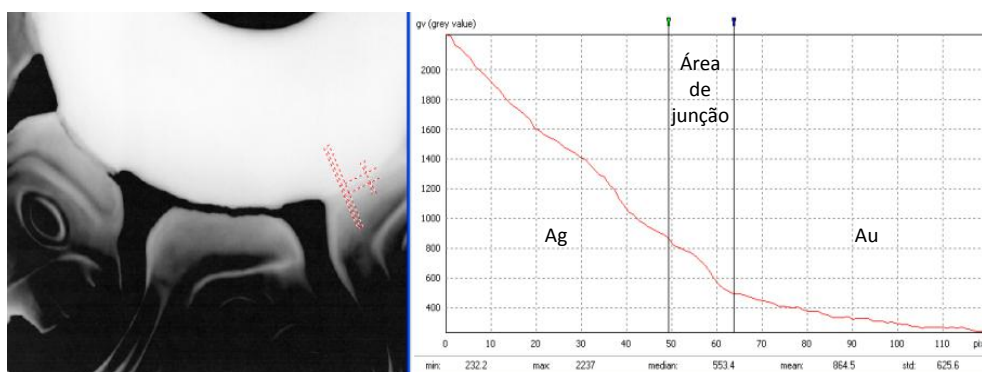 gv (grey value)
2000
1800
1600
1400
1200
1000
800
600
400
Área
de
junção
Ag
Au
0 10 20 30 40 50 60 70 80 90 100 110
min: 232.2 max: 2237 median: 553.4 mean: 864.5 std: 625.6